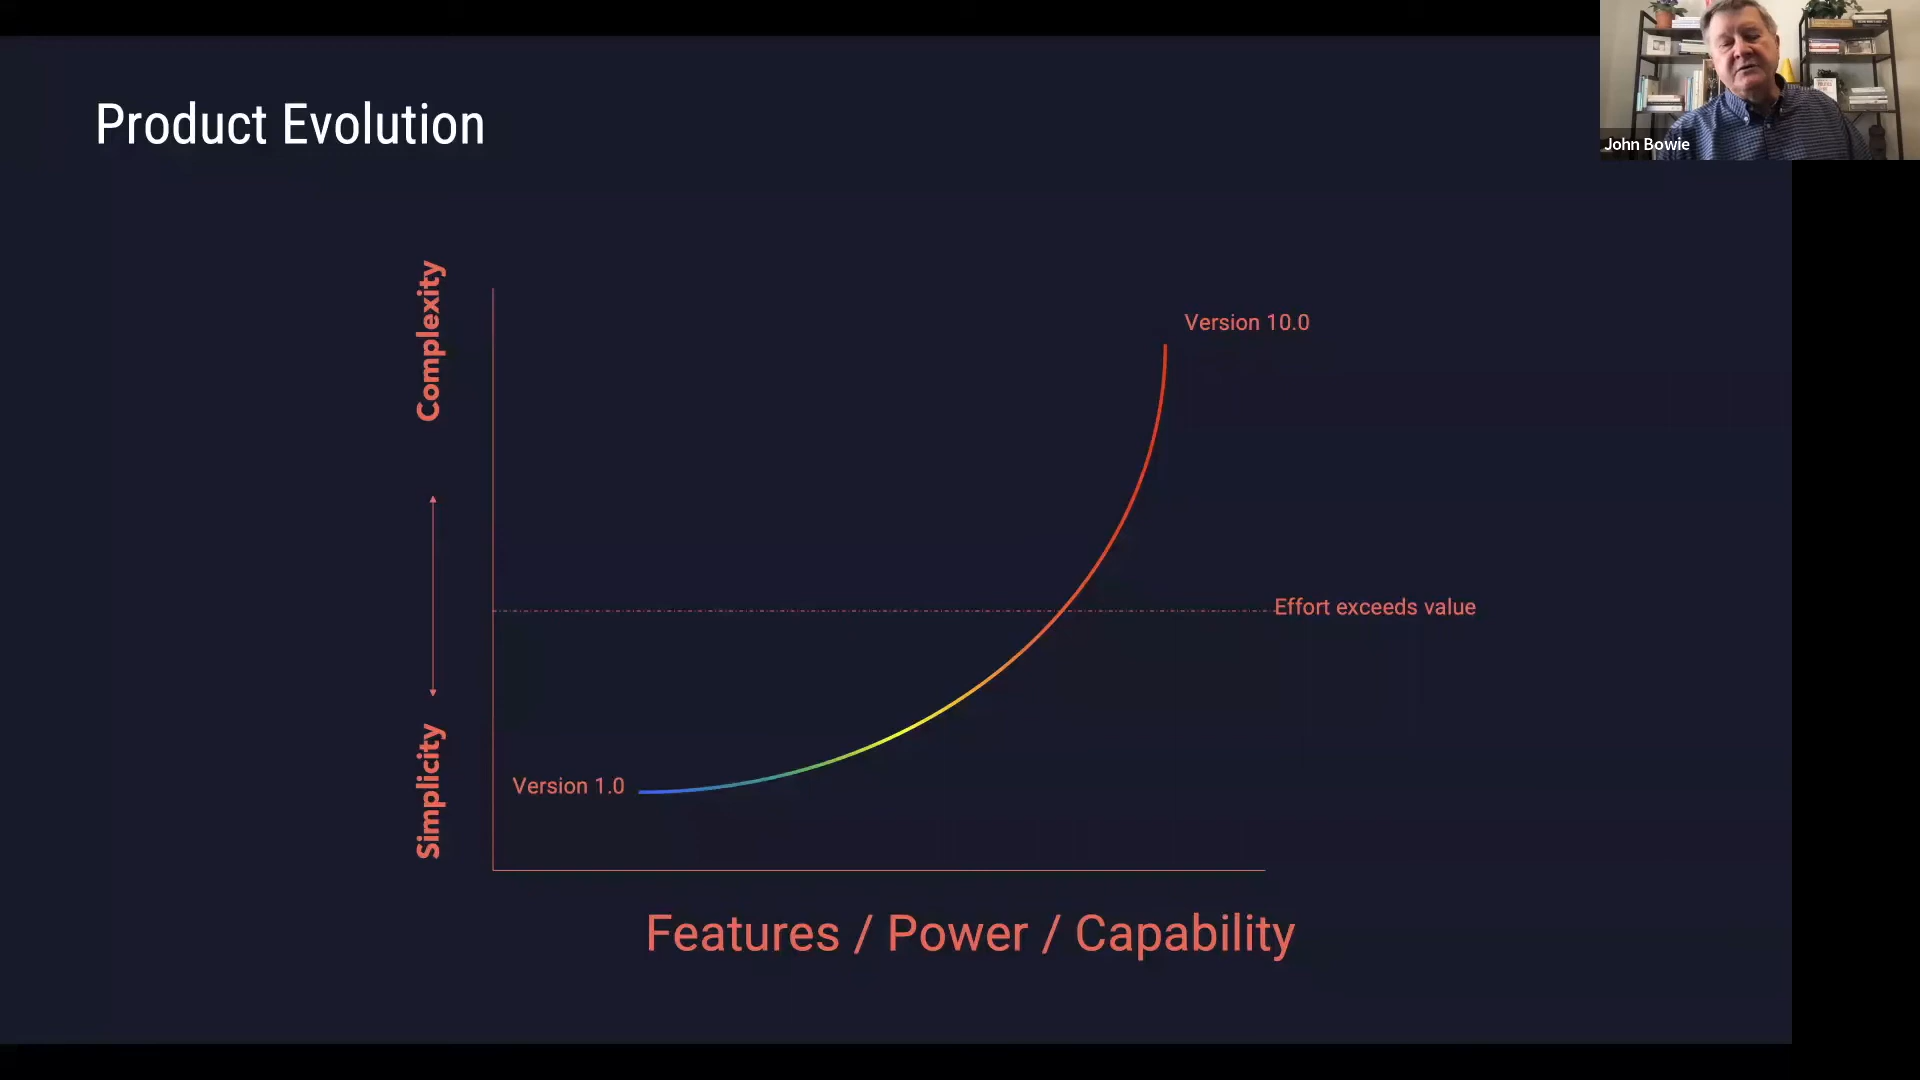 Product Evolution
John Bowie
Complexity
Version 10.0
Effort exceeds value
Simplicity
Version 1.0
Features / Power / Capability